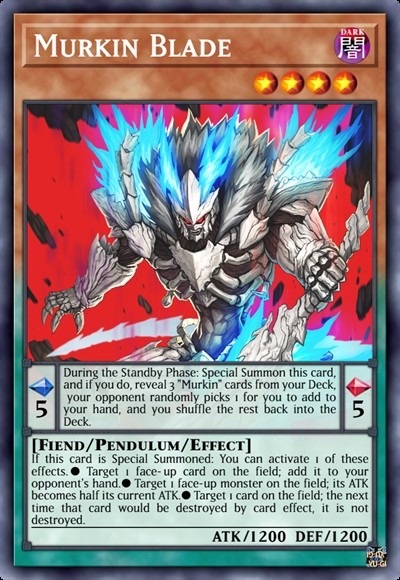 Murkin Blade
DARK
闇
During the Standby Phase: Special Summon this card,
and if you do, reveal 3 "Murkin" cards from your Deck,
your opponent randomly picks 1 for you to add to
your hand, and you shuffle the rest back into the
Deck.
5
5
[Fiend/Pendulum/Effect]
If this card is Special Summoned: You can activate 1 of these
effects.● Target 1 face-up card on the field; add it to your
opponent's hand.● Target 1 face-up monster on the field; its ATK
becomes half its current ATK.● Target 1 card on the field; the next
time that card would be destroyed by card effect, it is not
destroyed.
ATK/1200 DEF/1200